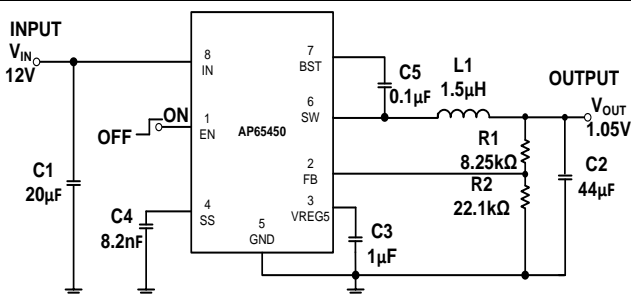 INPUT
VIN
12V
8
IN
ON
OFF
1
EN
C1
20µF
C4
8.2nF
4
SS
5
GND
AP65450
7
BST
6
SW
2
FB
3
VREG5
C5
0.1µF
L1
1.5µH
R1
8.25kΩ
R2
22.1kΩ
C3
1µF
OUTPUT
VOUT
1.05V
C2
44µF